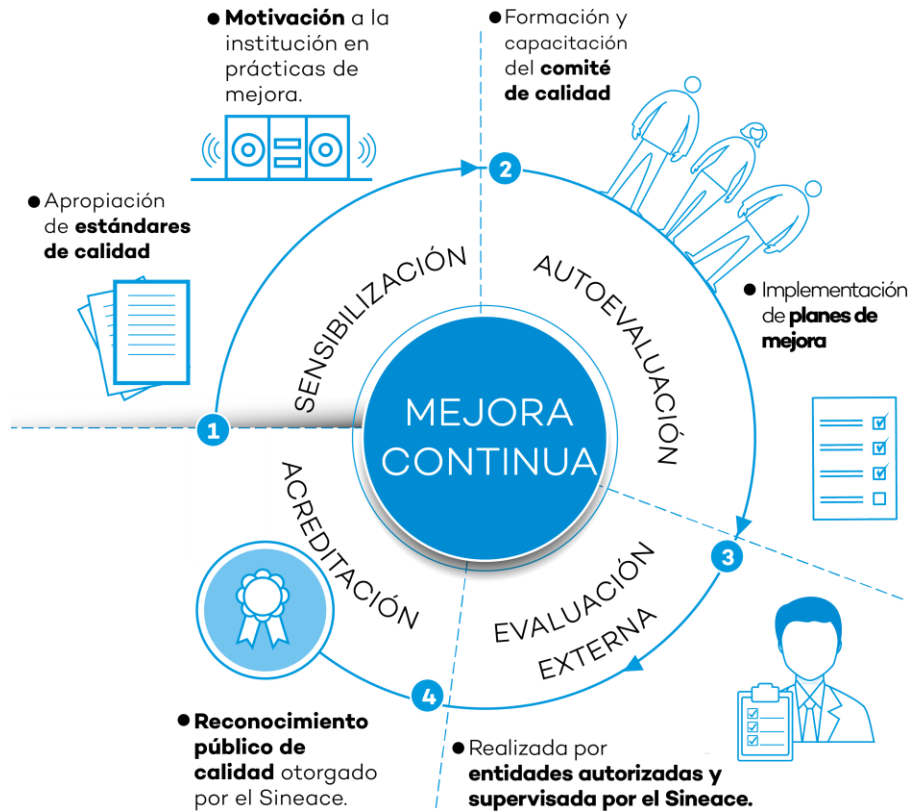 ● Motivación a la
institución en
prácticas de
mejora.
● Formación y
capacitación
del comité
de calidad
● Apropiación
de estándares
de calidad
2
SENSIBILIZACIÓN
AUTOEVALUACIÓN
● Implementación
de planes de
mejora
MEJORA
CONTINUA
1
ACREDITACIÓN
3
EVALUACIÓN
EXTERNA
4
● Reconocimiento
público de
calidad otorgado
por el Sineace.
● Realizada por
entidades autorizadas y
supervisada por el Sineace.